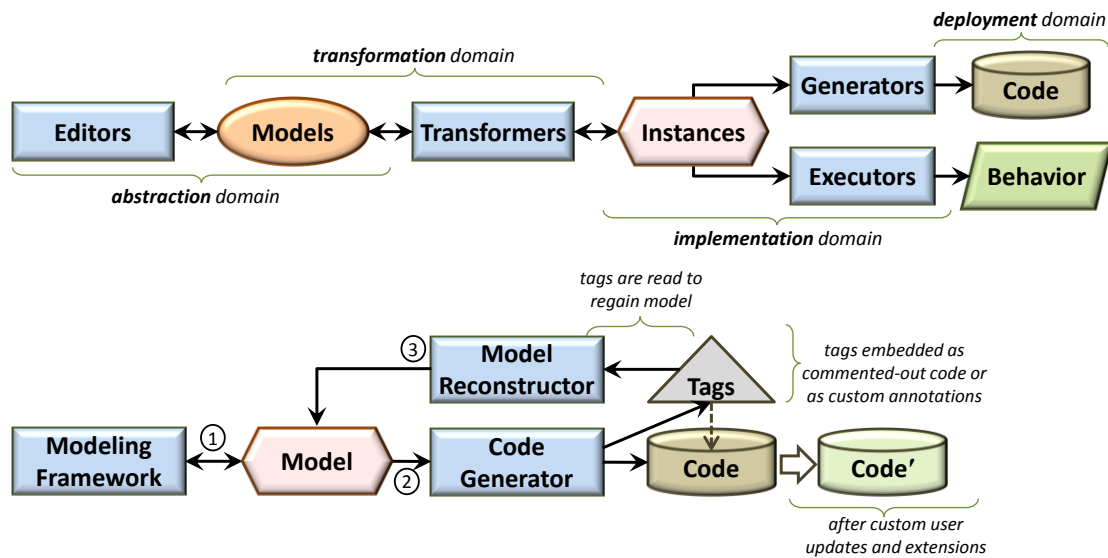 deployment domain
transformation domain
Generators
Code
Editors
Models
Transformers
Instances
Executors
Behavior
abstraction domain
implementation domain
tags are read to
regain model
3
Model
Reconstructor
Tags
tags embedded as
commented-out code or
as custom annotations
Modeling
Framework
1
Model
2
Code
Generator
Code
Code′
after custom user
updates and extensions